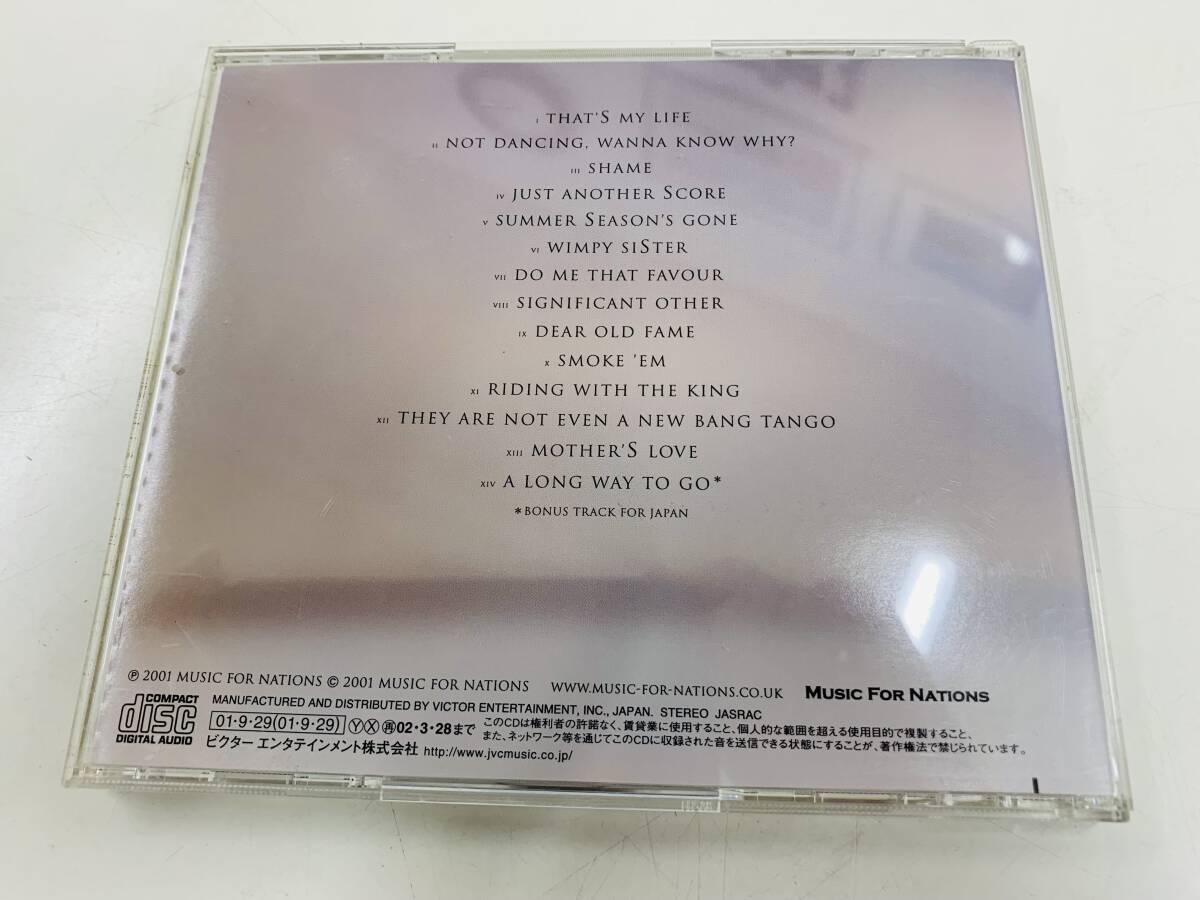 I THAT'S MY LIFE
II NOT DANCING, WANNA KNOW WHY?
III SHAME
IV JUST ANOTHER SCORE
V SUMMER SEASON'S GONE
VI WIMPY SISTER
VII DO ME THAT FAVOUR
VIII SIGNIFICANT OTHER
IX DEAR OLD FAME
X SMOKE 'EM
XI RIDING WITH THE KING
XII THEY ARE NOT EVEN A NEW BANG TANGO
XIII MOTHER'S LOVE
XIV A LONG WAY TO GO*
*BONUS TRACK FOR JAPAN
℗ 2001 MUSIC FOR NATIONS © 2001 MUSIC FOR NATIONS WWW.MUSIC-FOR-NATIONS.CO.UK MUSIC FOR NATIONS
COMPACT disc DIGITAL AUDIO
MANUFACTURED AND DISTRIBUTED BY VICTOR ENTERTAINMENT, INC., JAPAN. STEREO JASRAC
01・9・29(01・9・29) Ⓨ Ⓧ ㊞02・3・28まで このCDは権利者の許諾なく、賃貸業に使用すること、個人的な範囲を超える使用目的で複製すること、
また、ネットワーク等を通じてこのCDに収録された音を送信できる状態にすることが、著作権法で禁じられています。
ビクター エンタテインメント株式会社 http://www.jvcmusic.co.jp/